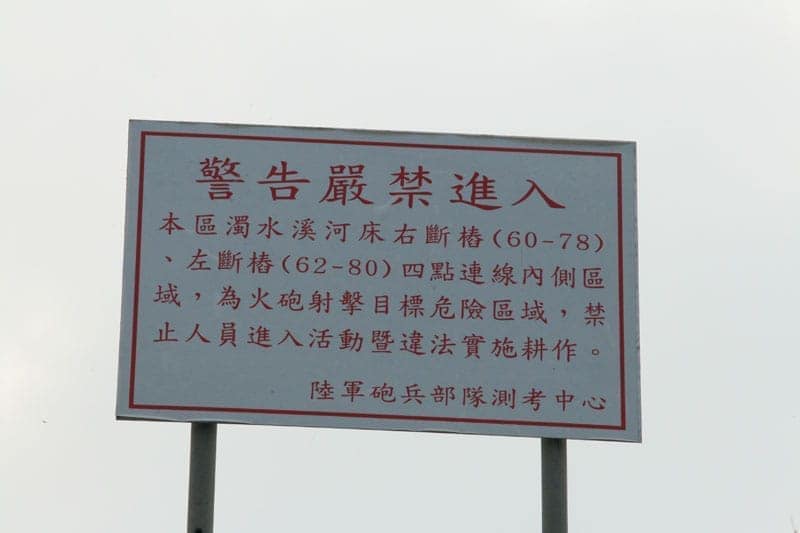 警告嚴禁進入
本區濁水溪河床右斷樁(60-78)
、左斷樁(62-80)四點連線內側區
域，為火砲射擊目標危險區域，禁
止人員進入活動暨違法實施耕作。
陸軍砲兵部隊測考中心